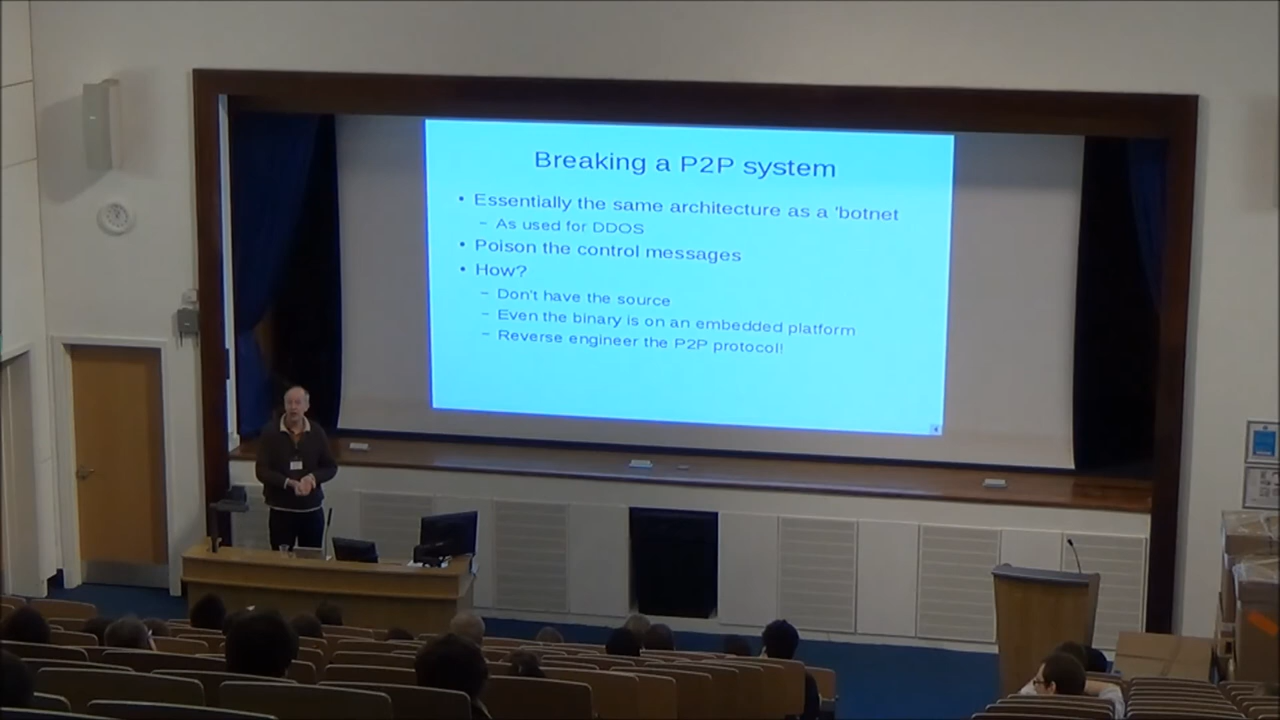 Breaking a P2P system
• Essentially the same architecture as a 'botnet
– As used for DDOS
• Poison the control messages
• How?
– Don't have the source
– Even the binary is on an embedded platform
– Reverse engineer the P2P protocol!